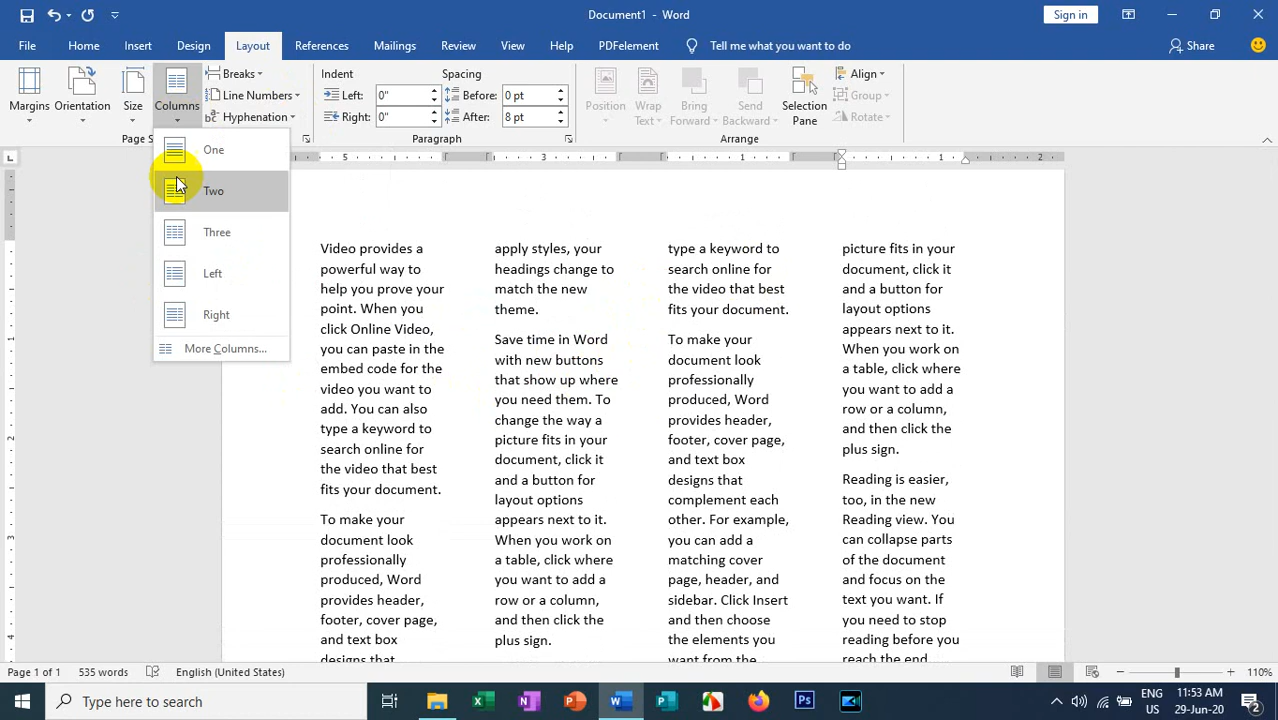 Document1 - Word
Sign in
File Home Insert Design Layout References Mailings Review View Help PDFelement Tell me what you want to do Share
Margins
Orientation
Size
Columns
Breaks
Line Numbers
Hyphenation
Page S
Indent
Left: 0"
Right: 0"
Spacing
Before: 0 pt
After: 8 pt
Paragraph
Position
Wrap
Text
Bring
Forward
Send
Backward
Selection
Pane
Align
Group
Rotate
Arrange
One
Two
Three
Left
Right
More Columns...
5 3 1 1 2
2
3
4
Video provides a
powerful way to
help you prove your
point. When you
click Online Video,
you can paste in the
embed code for the
video you want to
add. You can also
type a keyword to
search online for
the video that best
fits your document.
To make your
document look
professionally
produced, Word
provides header,
footer, cover page,
and text box
designs that
apply styles, your
headings change to
match the new
theme.
Save time in Word
with new buttons
that show up where
you need them. To
change the way a
picture fits in your
document, click it
and a button for
layout options
appears next to it.
When you work on
a table, click where
you want to add a
row or a column,
and then click the
plus sign.
type a keyword to
search online for
the video that best
fits your document.
To make your
document look
professionally
produced, Word
provides header,
footer, cover page,
and text box
designs that
complement each
other. For example,
you can add a
matching cover
page, header, and
sidebar. Click Insert
and then choose
the elements you
want from the
picture fits in your
document, click it
and a button for
layout options
appears next to it.
When you work on
a table, click where
you want to add a
row or a column,
and then click the
plus sign.
Reading is easier,
too, in the new
Reading view. You
can collapse parts
of the document
and focus on the
text you want. If
you need to stop
reading before you
reach the end,
Page 1 of 1 535 words English (United States) 110%
Type here to search
Ps
ENG
US
11:53 AM
29-Jun-20
2